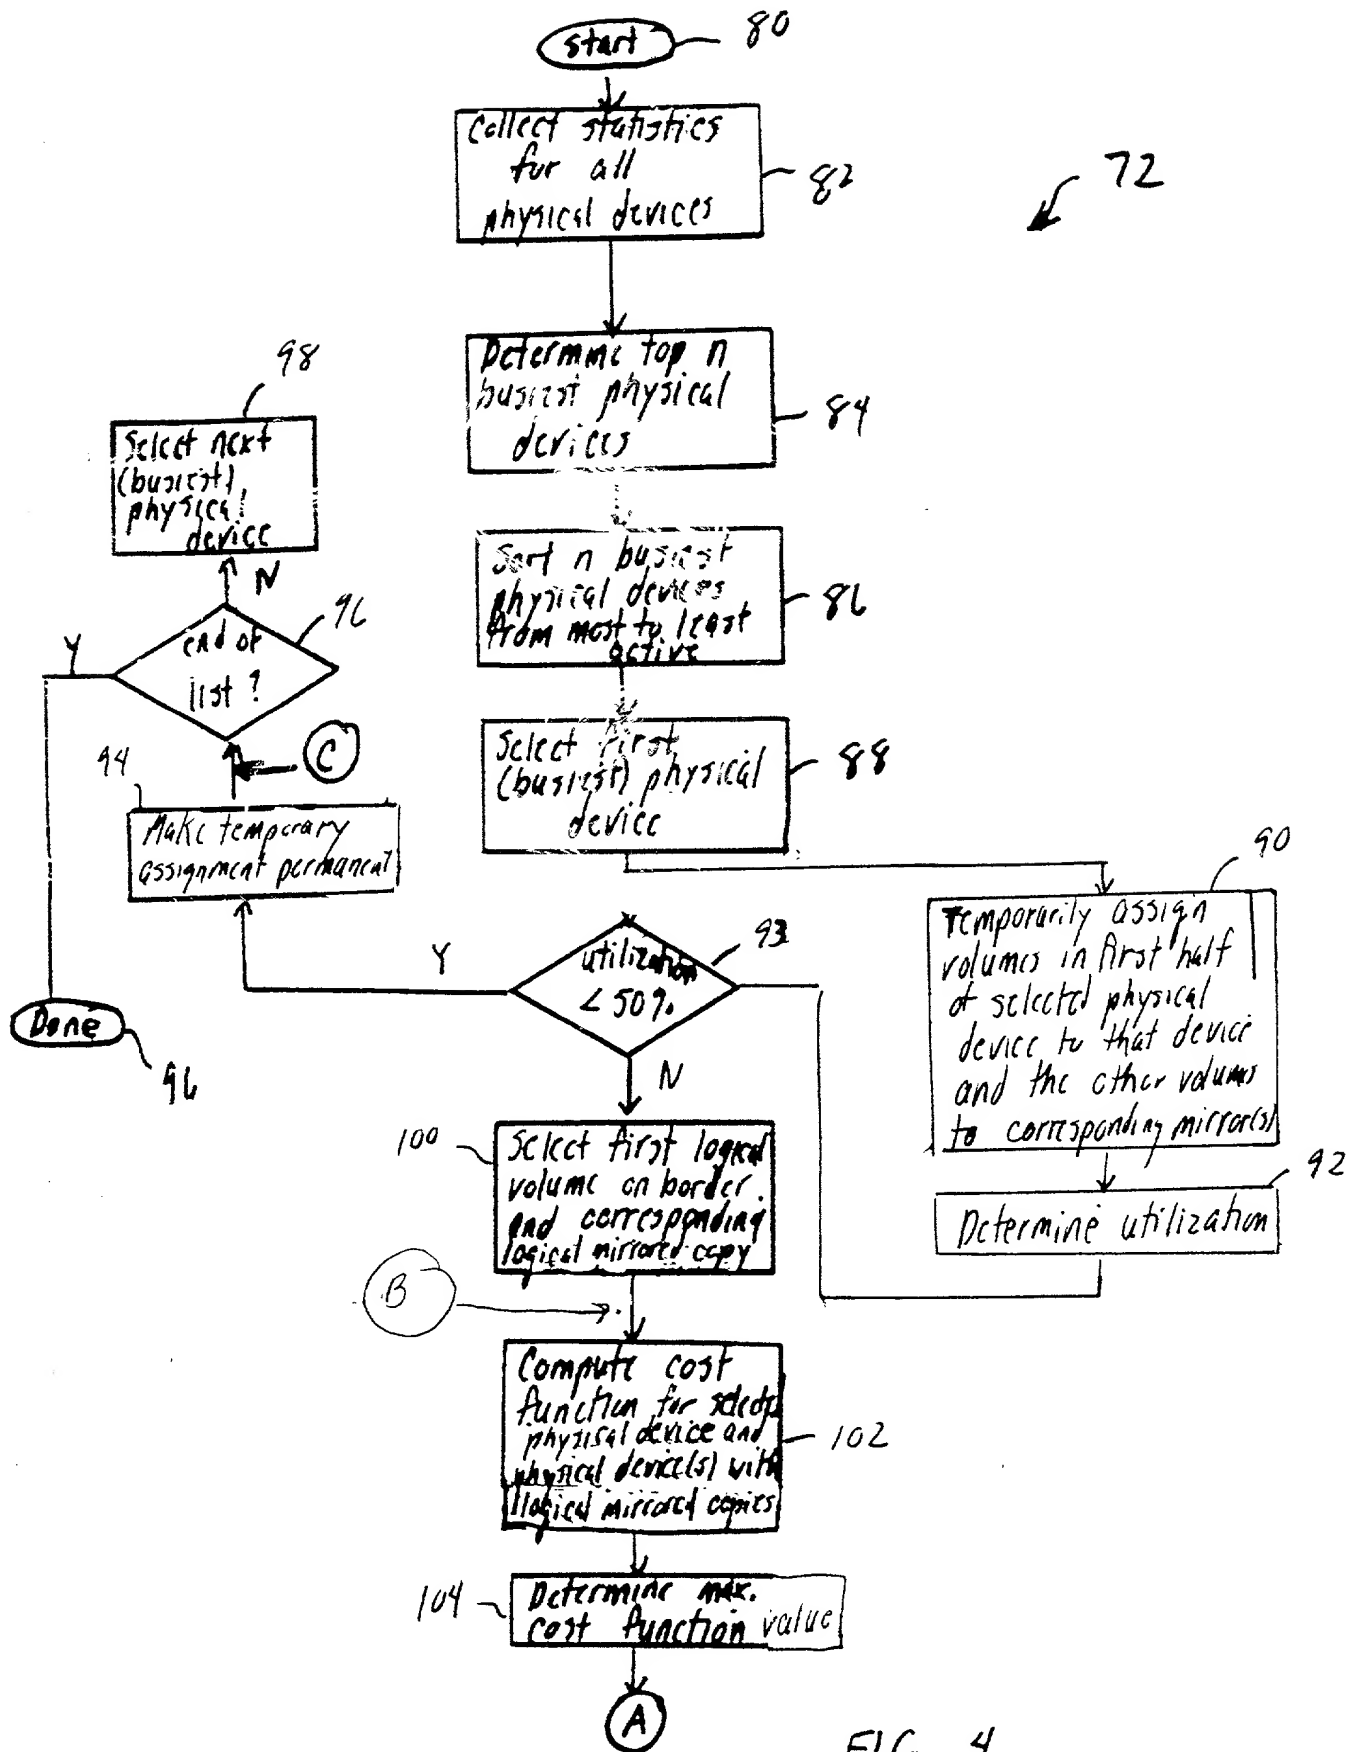 start
80
Collect statistics
for all
physical devices
82
72
Determine top n
busiest physical
devices
84
98
Select next
(busiest)
physical
device
N
Sort n busiest
physical devices
from most to least
active
86
96
end of
list ?
Y
C
Select first
(busiest) physical
device
88
94
Make temporary
assignment permanent
90
Temporarily assign
volumes in first half
of selected physical
device to that device
and the other volumes
to corresponding mirror(s)
93
utilization
< 50%
Y
N
Done
96
92
Determine utilization
100
Select first logical
volume on border
and corresponding
logical mirrored copy
B
Compute cost
function for selected
physical device and
physical device(s) with
logical mirrored copies
102
104
Determine max.
cost function value
A
FIG. 4